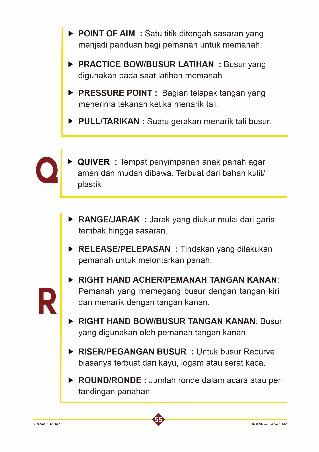 ▶ POINT OF AIM : Satu titik ditengah sasaran yang
menjadi panduan bagi pemanah untuk memanah.
▶ PRACTICE BOW/BUSUR LATIHAN : Busur yang
digunakan pada saat latihan memanah
▶ PRESSURE POINT : Bagian telapak tangan yang
menerima tekanan ketika menarik tali.
▶ PULL/TARIKAN : Suatu gerakan menarik tali busur.
Q
▶ QUIVER : Tempat penyimpanan anak panah agar
aman dan mudah dibawa. Terbuat dari bahan kulit/
plastik
R
▶ RANGE/JARAK : Jarak yang diukur mulai dari garis
tembak hingga sasaran.
▶ RELEASE/PELEPASAN : Tindakan yang dilakukan
pemanah untuk melontarkan panah.
▶ RIGHT HAND ACHER/PEMANAH TANGAN KANAN:
Pemanah yang memegang busur dengan tangan kiri
dan menarik dengan tangan kanan.
▶ RIGHT HAND BOW/BUSUR TANGAN KANAN: Busur
yang digunakan oleh pemanah tangan kanan.
▶ RISER/PEGANGAN BUSUR : Untuk busur Recurve
biasanya terbuat dari kayu, logam atau serat kaca.
▶ ROUND/RONDE : Jumlah ronde dalam acara atau per-
tandingan panahan